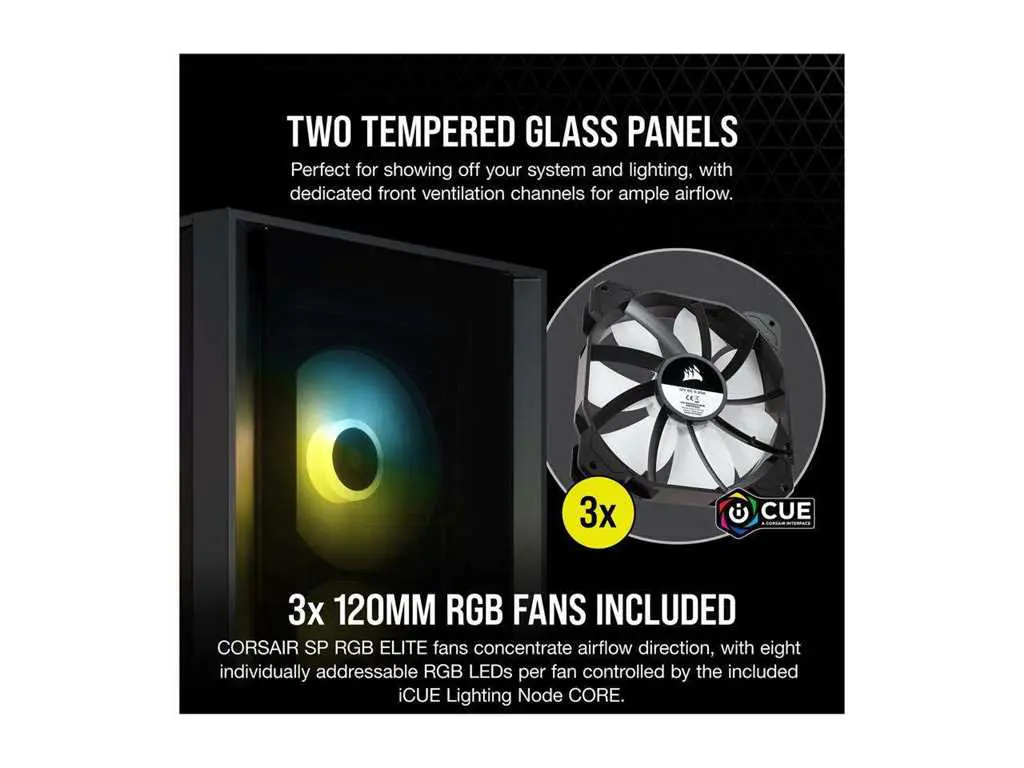 TWO TEMPERED GLASS PANELS
Perfect for showing off your system and lighting, with
dedicated front ventilation channels for ample airflow.
3x
iCUE
A CORSAIR INTERFACE
3x 120MM RGB FANS INCLUDED
CORSAIR SP RGB ELITE fans concentrate airflow direction, with eight
individually addressable RGB LEDs per fan controlled by the included
iCUE Lighting Node CORE.